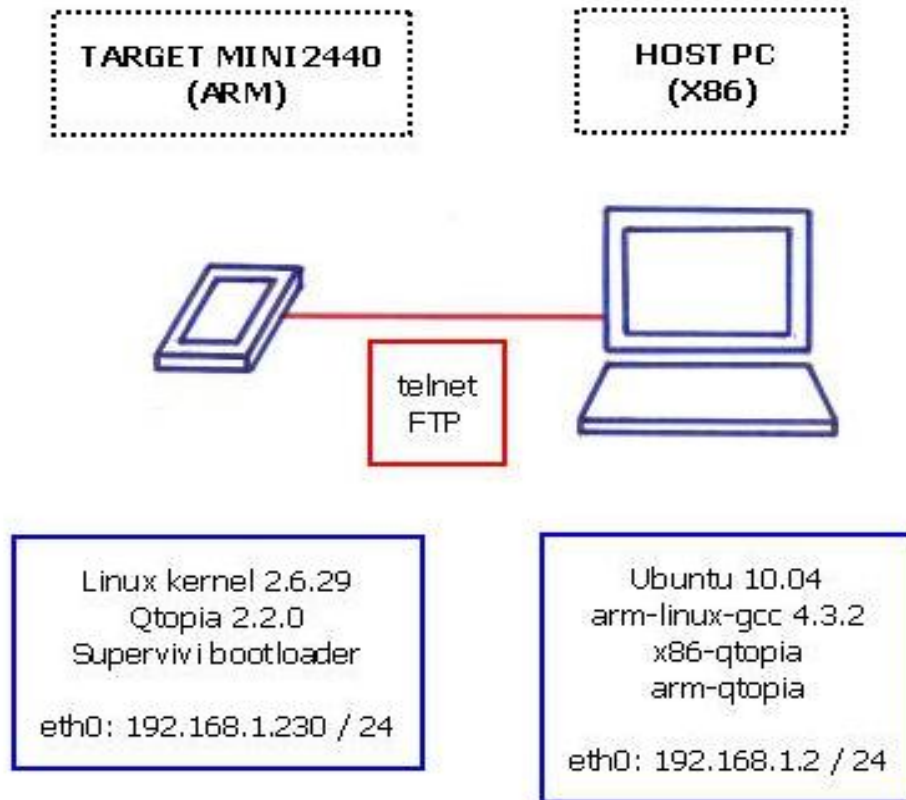 TARGET MINI2440
(ARM)
HOST PC
(X86)
telnet
FTP
Linux kernel 2.6.29
Qtopia 2.2.0
Supervivi bootloader
eth0: 192.168.1.230 / 24
Ubuntu 10.04
arm-linux-gcc 4.3.2
x86-qtopia
arm-qtopia
eth0: 192.168.1.2 / 24